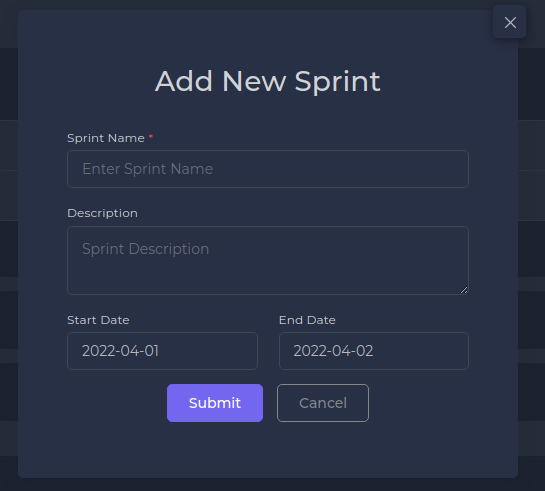 Add New Sprint
Sprint Name *
Enter Sprint Name
Description
Sprint Description
Start Date End Date
2022-04-01 2022-04-02
Submit Cancel